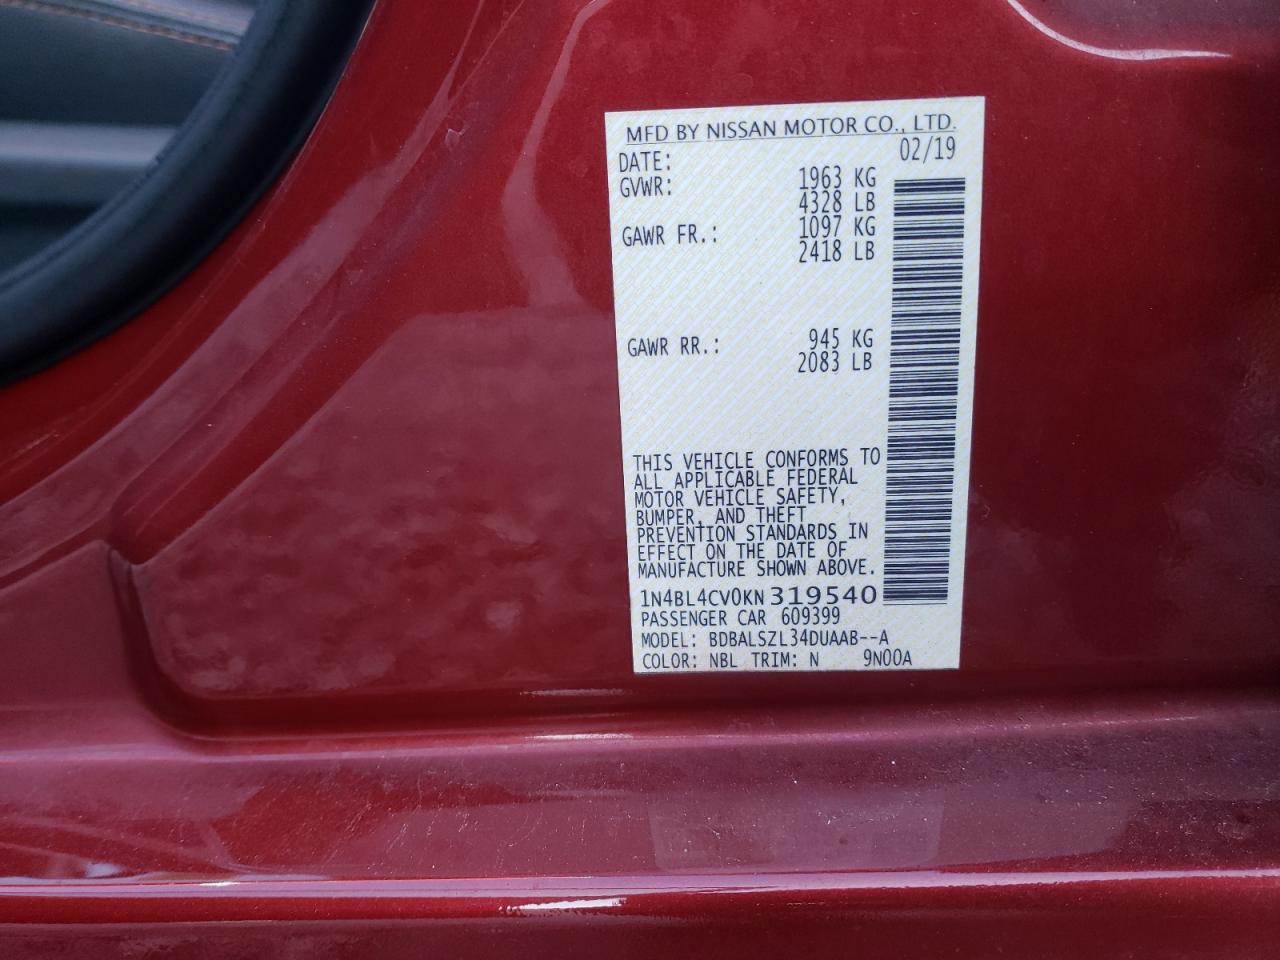 MFD BY NISSAN MOTOR CO., LTD.
DATE: 02/19
GVWR: 1963 KG
4328 LB
GAWR FR.: 1097 KG
2418 LB
GAWR RR.: 945 KG
2083 LB
THIS VEHICLE CONFORMS TO
ALL APPLICABLE FEDERAL
MOTOR VEHICLE SAFETY,
BUMPER, AND THEFT
PREVENTION STANDARDS IN
EFFECT ON THE DATE OF
MANUFACTURE SHOWN ABOVE.
1N4BL4CV0KN319540
PASSENGER CAR 609399
MODEL: BDBALSZL34DUAAB--A
COLOR: NBL TRIM: N 9N00A